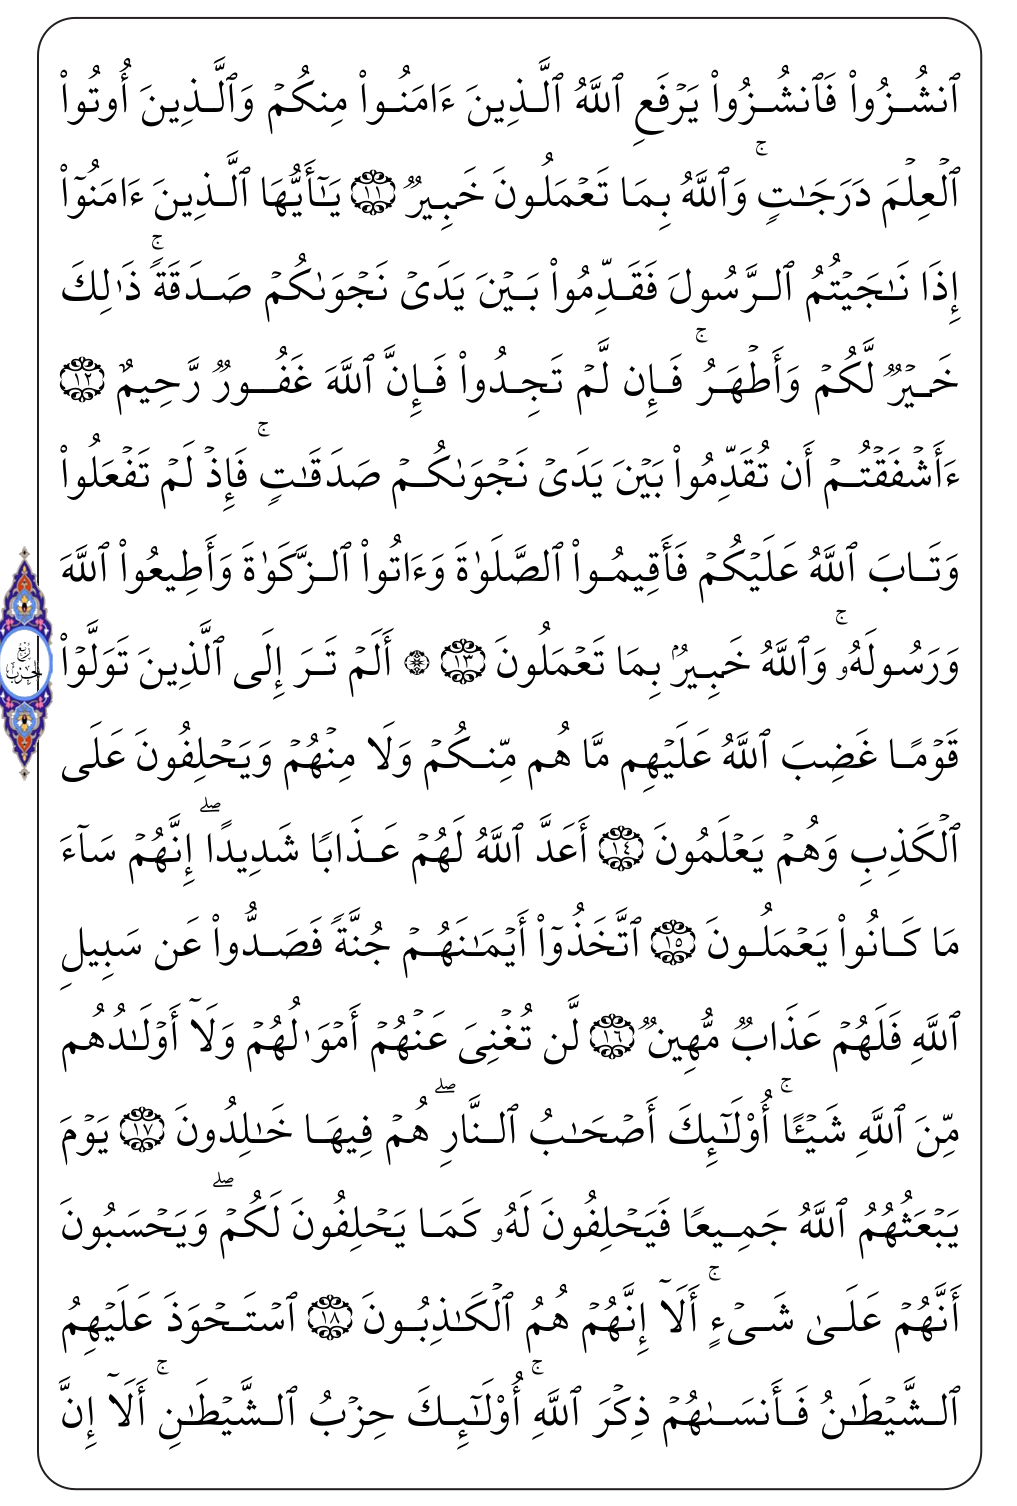 ٱنشُزُواْ فَٱنشُزُواْ يَرْفَعِ ٱللَّهُ ٱلَّذِينَ ءَامَنُواْ مِنكُمْ وَٱلَّذِينَ أُوتُواْ
ٱلْعِلْمَ دَرَجَٰتٍۚ وَٱللَّهُ بِمَا تَعْمَلُونَ خَبِيرٌ ١١ يَٰٓأَيُّهَا ٱلَّذِينَ ءَامَنُوٓاْ
إِذَا نَٰجَيْتُمُ ٱلرَّسُولَ فَقَدِّمُواْ بَيْنَ يَدَىْ نَجْوَىٰكُمْ صَدَقَةًۚ ذَٰلِكَ
خَيْرٌ لَّكُمْ وَأَطْهَرُۚ فَإِن لَّمْ تَجِدُواْ فَإِنَّ ٱللَّهَ غَفُورٌ رَّحِيمٌ ١٢
ءَأَشْفَقْتُمْ أَن تُقَدِّمُواْ بَيْنَ يَدَىْ نَجْوَىٰكُمْ صَدَقَٰتٍۚ فَإِذْ لَمْ تَفْعَلُواْ
وَتَابَ ٱللَّهُ عَلَيْكُمْ فَأَقِيمُواْ ٱلصَّلَوٰةَ وَءَاتُواْ ٱلزَّكَوٰةَ وَأَطِيعُواْ ٱللَّهَ
وَرَسُولَهُۥۚ وَٱللَّهُ خَبِيرٌۢ بِمَا تَعْمَلُونَ ١٣ ۞ أَلَمْ تَرَ إِلَى ٱلَّذِينَ تَوَلَّوْاْ
رُبْع
الحِزْب
قَوْمًا غَضِبَ ٱللَّهُ عَلَيْهِم مَّا هُم مِّنكُمْ وَلَا مِنْهُمْ وَيَحْلِفُونَ عَلَى
ٱلْكَذِبِ وَهُمْ يَعْلَمُونَ ١٤ أَعَدَّ ٱللَّهُ لَهُمْ عَذَابًا شَدِيدًاۖ إِنَّهُمْ سَآءَ
مَا كَانُواْ يَعْمَلُونَ ١٥ ٱتَّخَذُوٓاْ أَيْمَٰنَهُمْ جُنَّةً فَصَدُّواْ عَن سَبِيلِ
ٱللَّهِ فَلَهُمْ عَذَابٌ مُّهِينٌ ١٦ لَّن تُغْنِىَ عَنْهُمْ أَمْوَٰلُهُمْ وَلَآ أَوْلَٰدُهُم
مِّنَ ٱللَّهِ شَيْـًٔاۚ أُوْلَٰٓئِكَ أَصْحَٰبُ ٱلنَّارِۖ هُمْ فِيهَا خَٰلِدُونَ ١٧ يَوْمَ
يَبْعَثُهُمُ ٱللَّهُ جَمِيعًا فَيَحْلِفُونَ لَهُۥ كَمَا يَحْلِفُونَ لَكُمْۖ وَيَحْسَبُونَ
أَنَّهُمْ عَلَىٰ شَىْءٍۚ أَلَآ إِنَّهُمْ هُمُ ٱلْكَٰذِبُونَ ١٨ ٱسْتَحْوَذَ عَلَيْهِمُ
ٱلشَّيْطَٰنُ فَأَنسَىٰهُمْ ذِكْرَ ٱللَّهِۚ أُوْلَٰٓئِكَ حِزْبُ ٱلشَّيْطَٰنِۚ أَلَآ إِنَّ